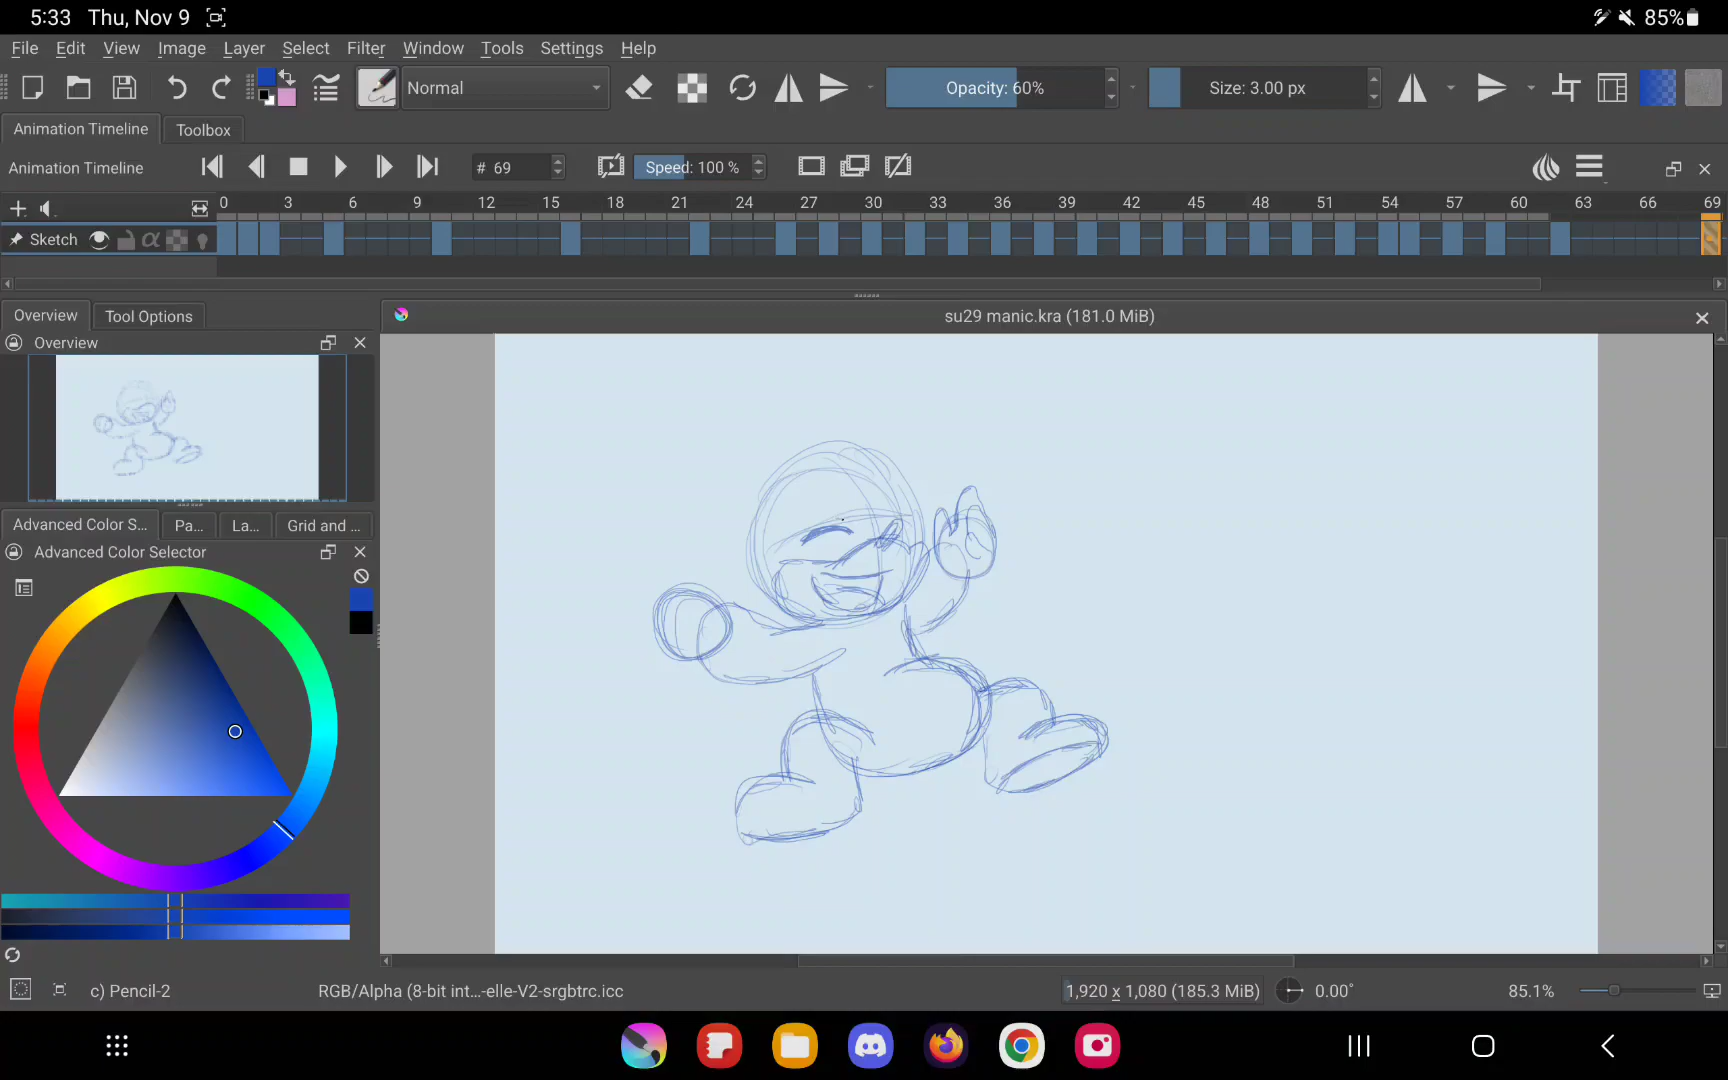 5:33 Thu, Nov 9 85%
File Edit View Image Layer Select Filter Window Tools Settings Help
Normal Opacity: 60% Size: 3.00 px
Animation Timeline Toolbox
Animation Timeline # 69 Speed: 100 %
0 3 6 9 12 15 18 21 24 27 30 33 36 39 42 45 48 51 54 57 60 63 66 69
Sketch
Overview Tool Options su29 manic.kra (181.0 MiB)
Overview
Advanced Color S... Pa... La... Grid and ...
Advanced Color Selector
c) Pencil-2 RGB/Alpha (8-bit int...-elle-V2-srgbtrc.icc 1,920 x 1,080 (185.3 MiB) 0.00° 85.1%